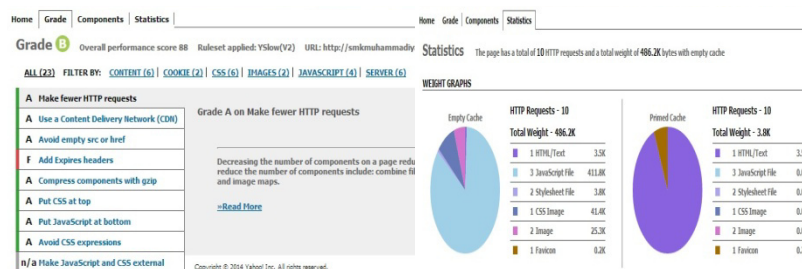 Home Grade Components Statistics
Grade B Overall performance score 88 Ruleset applied: YSlow(V2) URL: http://smkmuhammadiy
ALL (23) FILTER BY: CONTENT (6) | COOKIE (2) | CSS (6) | IMAGES (2) | JAVASCRIPT (4) | SERVER (6)
A Make fewer HTTP requests
A Use a Content Delivery Network (CDN)
A Avoid empty src or href
F Add Expires headers
A Compress components with gzip
A Put CSS at top
A Put JavaScript at bottom
A Avoid CSS expressions
n/a Make JavaScript and CSS external
Grade A on Make fewer HTTP requests
Decreasing the number of components on a page redu
reduce the number of components include: combine fil
and image maps.
»Read More
Copyright © 2014 Yahoo! Inc. All rights reserved.
Home Grade Components Statistics
Statistics The page has a total of 10 HTTP requests and a total weight of 486.2K bytes with empty cache
WEIGHT GRAPHS
Empty Cache
HTTP Requests - 10
Total Weight - 486.2K
1 HTML/Text 3.5K
3 JavaScript File 411.8K
2 Stylesheet File 3.8K
1 CSS Image 41.4K
2 Image 25.3K
1 Favicon 0.2K
Primed Cache
HTTP Requests - 10
Total Weight - 3.8K
1 HTML/Text 3.
3 JavaScript File 0.
2 Stylesheet File 0.
1 CSS Image 0.
2 Image 0.
1 Favicon 0.